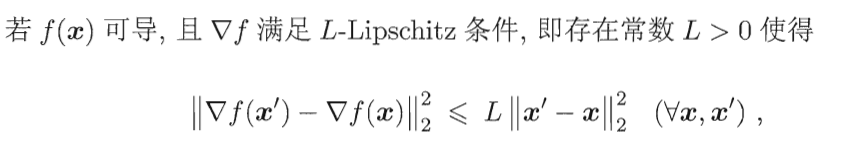 若 f(x) 可导, 且 ∇f 满足 L-Lipschitz 条件, 即存在常数 L > 0 使得
‖∇f(x′) − ∇f(x)‖₂² ⩽ L ‖x′ − x‖₂² (∀x, x′) ,